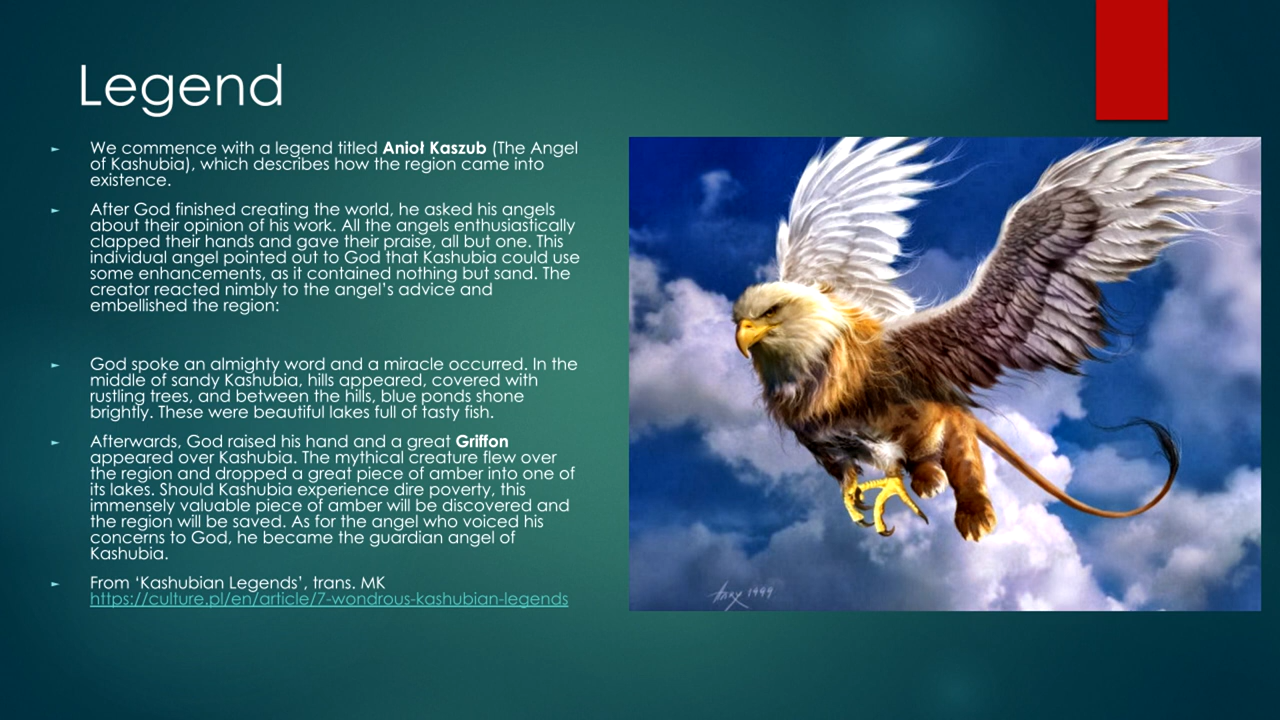 Legend
We commence with a legend titled Anioł Kaszub (The Angel
of Kashubia), which describes how the region came into
existence.
After God finished creating the world, he asked his angels
about their opinion of his work. All the angels enthusiastically
clapped their hands and gave their praise, all but one. This
individual angel pointed out to God that Kashubia could use
some enhancements, as it contained nothing but sand. The
creator reacted nimbly to the angel's advice and
embellished the region:
God spoke an almighty word and a miracle occurred. In the
middle of sandy Kashubia, hills appeared, covered with
rustling trees, and between the hills, blue ponds shone
brightly. These were beautiful lakes full of tasty fish.
Afterwards, God raised his hand and a great Griffon
appeared over Kashubia. The mythical creature flew over
the region and dropped a great piece of amber into one of
its lakes. Should Kashubia experience dire poverty, this
immensely valuable piece of amber will be discovered and
the region will be saved. As for the angel who voiced his
concerns to God, he became the guardian angel of
Kashubia.
From ‘Kashubian Legends’, trans. MK
https://culture.pl/en/article/7-wondrous-kashubian-legends
1999